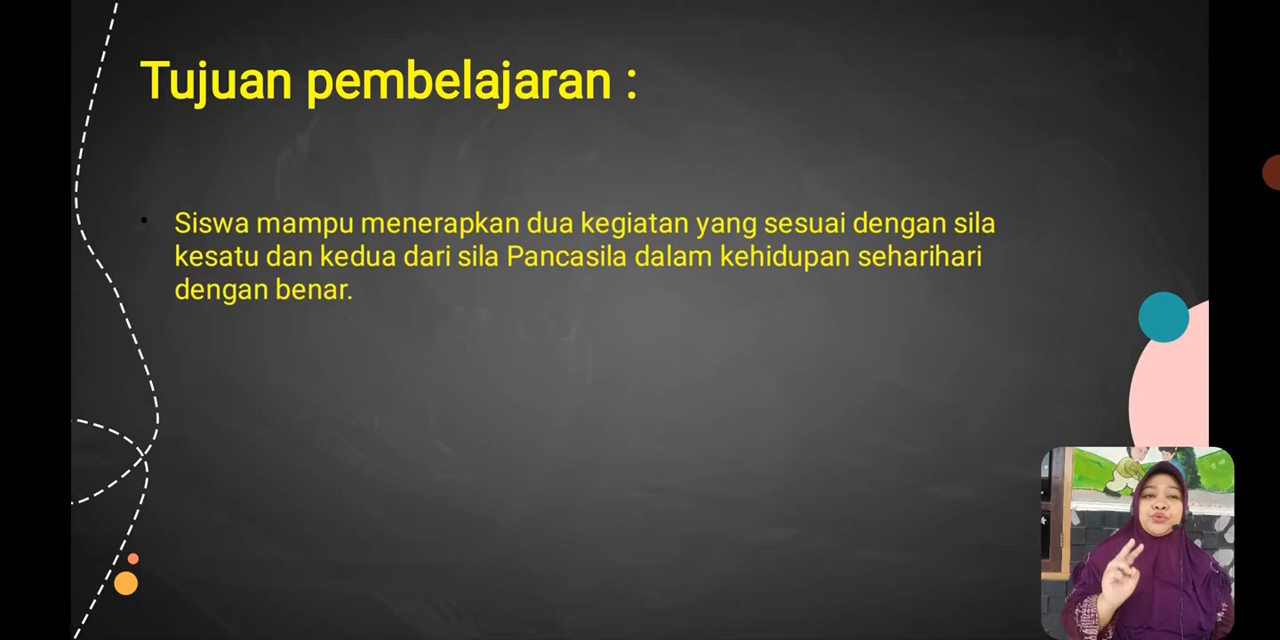 Tujuan pembelajaran :
• Siswa mampu menerapkan dua kegiatan yang sesuai dengan sila
kesatu dan kedua dari sila Pancasila dalam kehidupan seharihari
dengan benar.